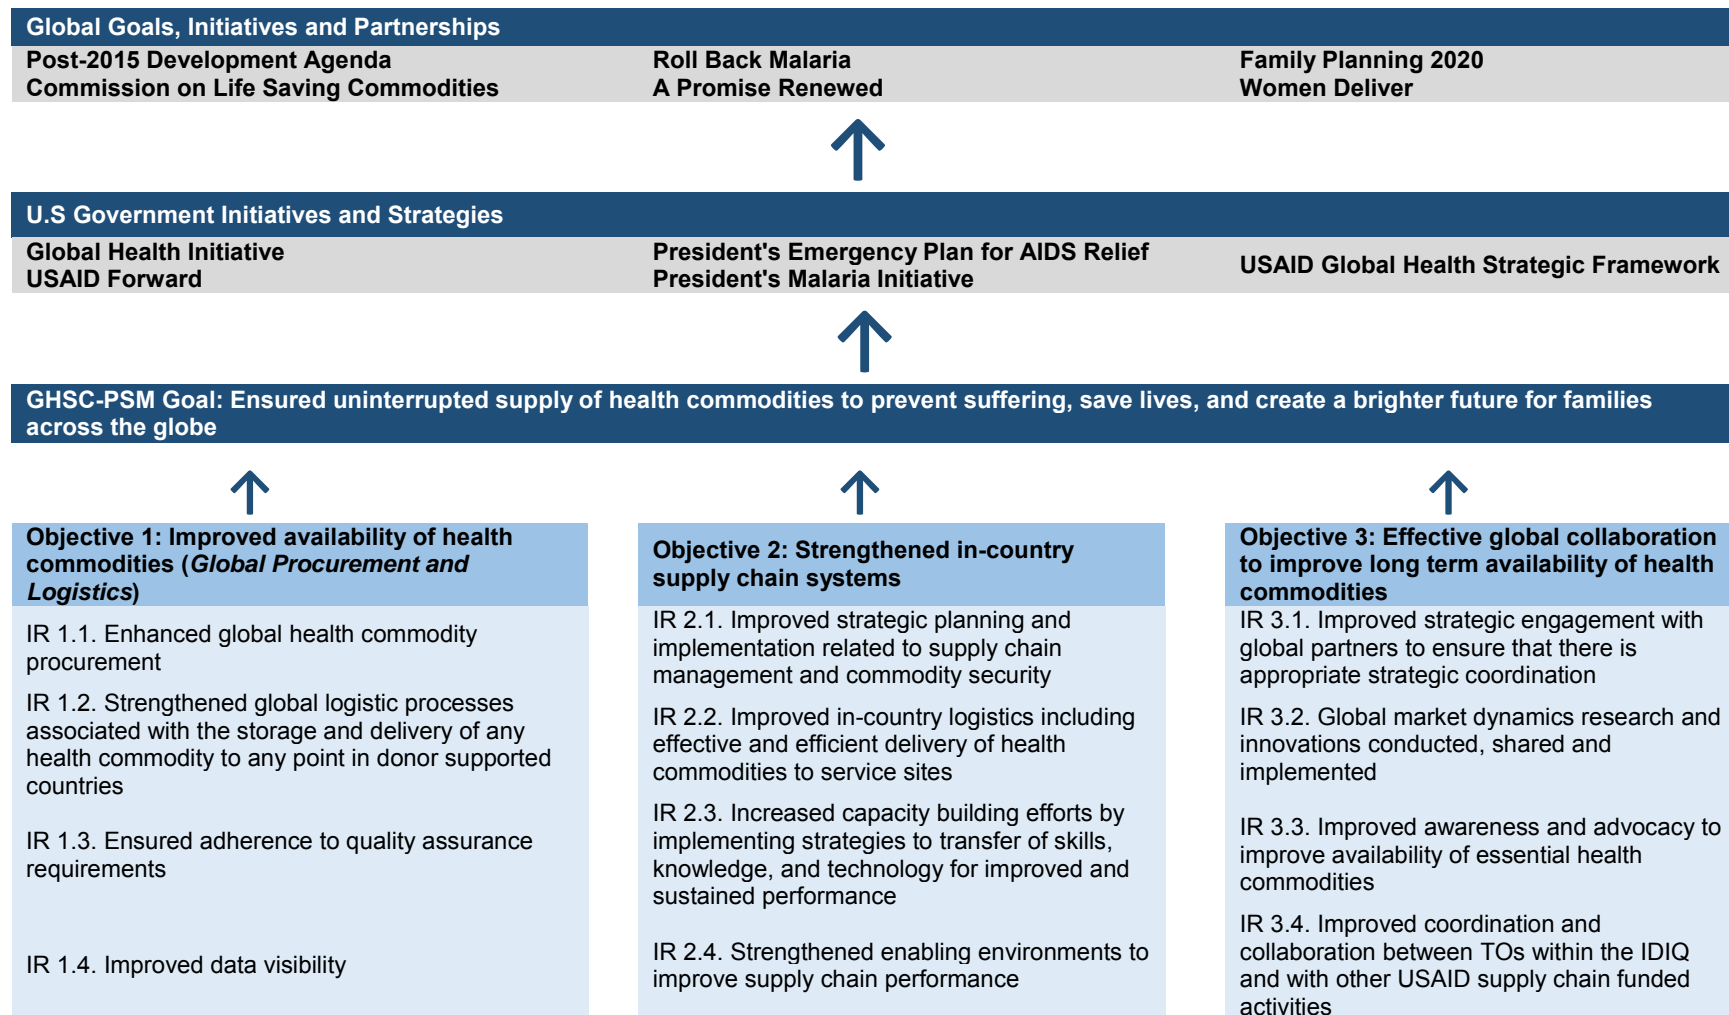 Global Goals, Initiatives and Partnerships
Post-2015 Development Agenda
Commission on Life Saving Commodities
Roll Back Malaria
A Promise Renewed
Family Planning 2020
Women Deliver
U.S Government Initiatives and Strategies
Global Health Initiative
USAID Forward
President's Emergency Plan for AIDS Relief
President's Malaria Initiative
USAID Global Health Strategic Framework
GHSC-PSM Goal: Ensured uninterrupted supply of health commodities to prevent suffering, save lives, and create a brighter future for families
across the globe
Objective 1: Improved availability of health
commodities (Global Procurement and
Logistics)
IR 1.1. Enhanced global health commodity
procurement
IR 1.2. Strengthened global logistic processes
associated with the storage and delivery of any
health commodity to any point in donor supported
countries
IR 1.3. Ensured adherence to quality assurance
requirements
IR 1.4. Improved data visibility
Objective 2: Strengthened in-country
supply chain systems
IR 2.1. Improved strategic planning and
implementation related to supply chain
management and commodity security
IR 2.2. Improved in-country logistics including
effective and efficient delivery of health
commodities to service sites
IR 2.3. Increased capacity building efforts by
implementing strategies to transfer of skills,
knowledge, and technology for improved and
sustained performance
IR 2.4. Strengthened enabling environments to
improve supply chain performance
Objective 3: Effective global collaboration
to improve long term availability of health
commodities
IR 3.1. Improved strategic engagement with
global partners to ensure that there is
appropriate strategic coordination
IR 3.2. Global market dynamics research and
innovations conducted, shared and
implemented
IR 3.3. Improved awareness and advocacy to
improve availability of essential health
commodities
IR 3.4. Improved coordination and
collaboration between TOs within the IDIQ
and with other USAID supply chain funded
activities